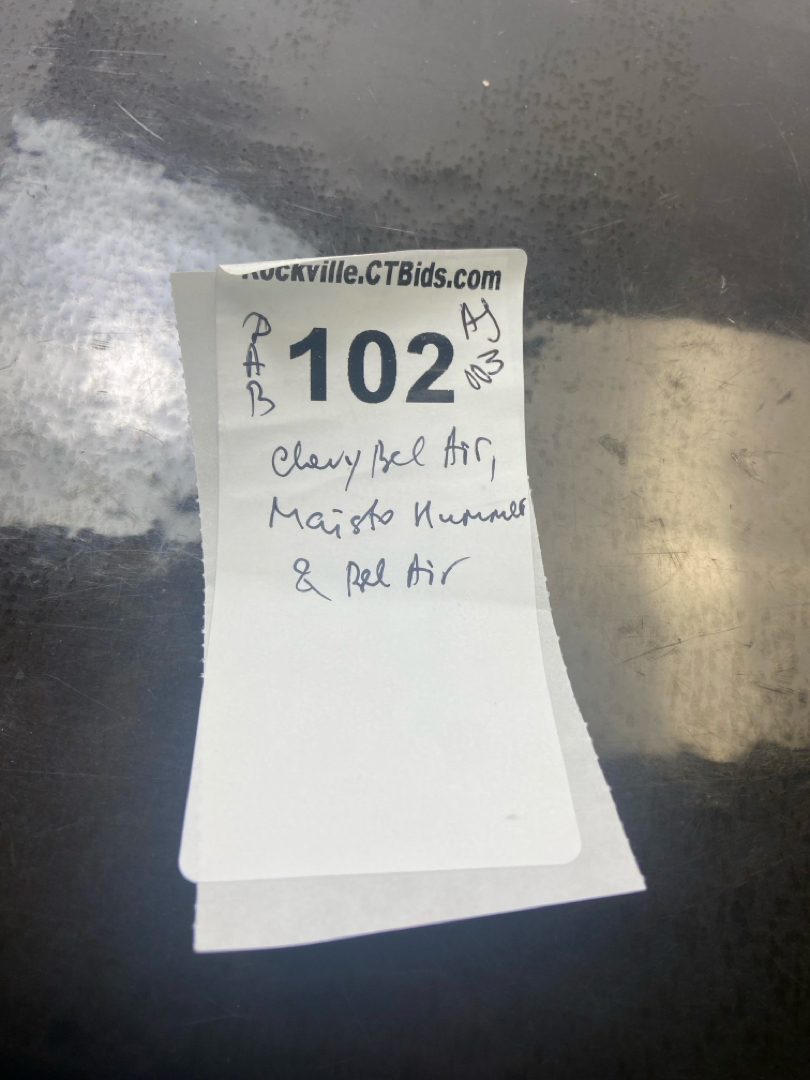 Rockville.CTBids.com
PAB 102 AJ 003
Chevy Bel Air,
Maisto Hummer
& Bel Air